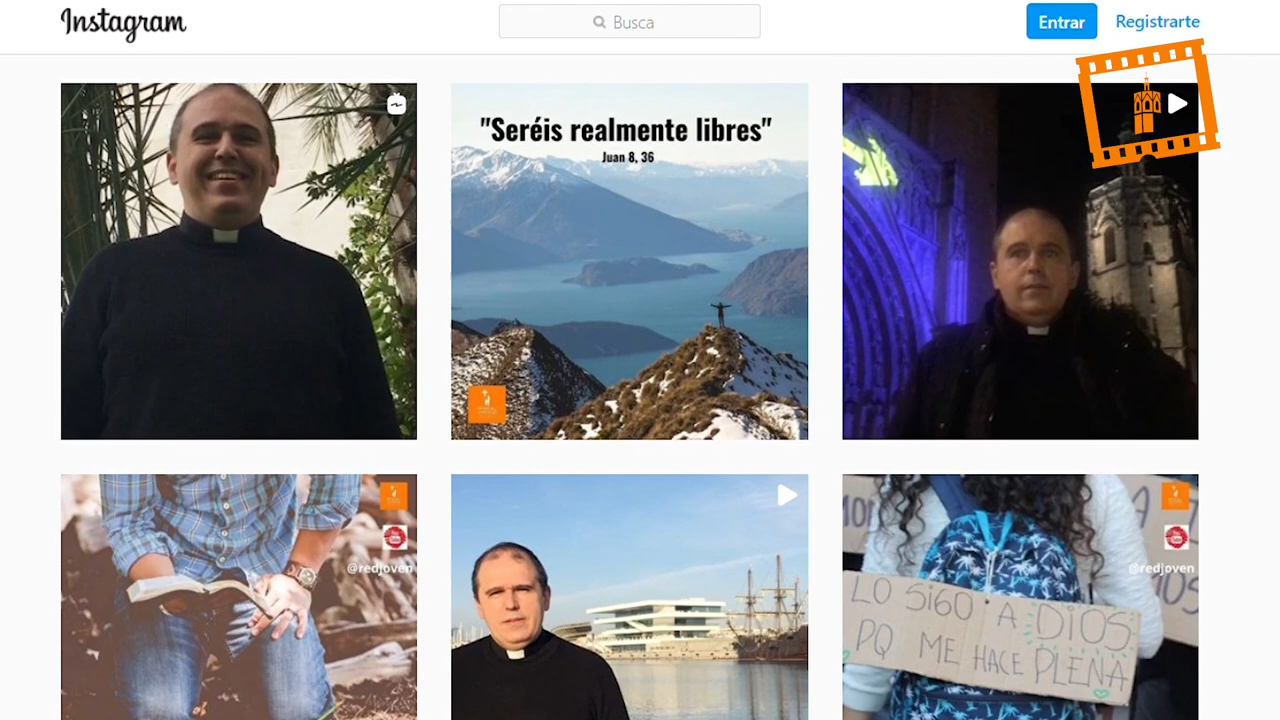 Instagram
Busca
Entrar
Registrarte
"Seréis realmente libres"
Juan 8, 36
@redjoven
@redjoven
LO SiGO A DiOS
PQ ME HACE PLENA